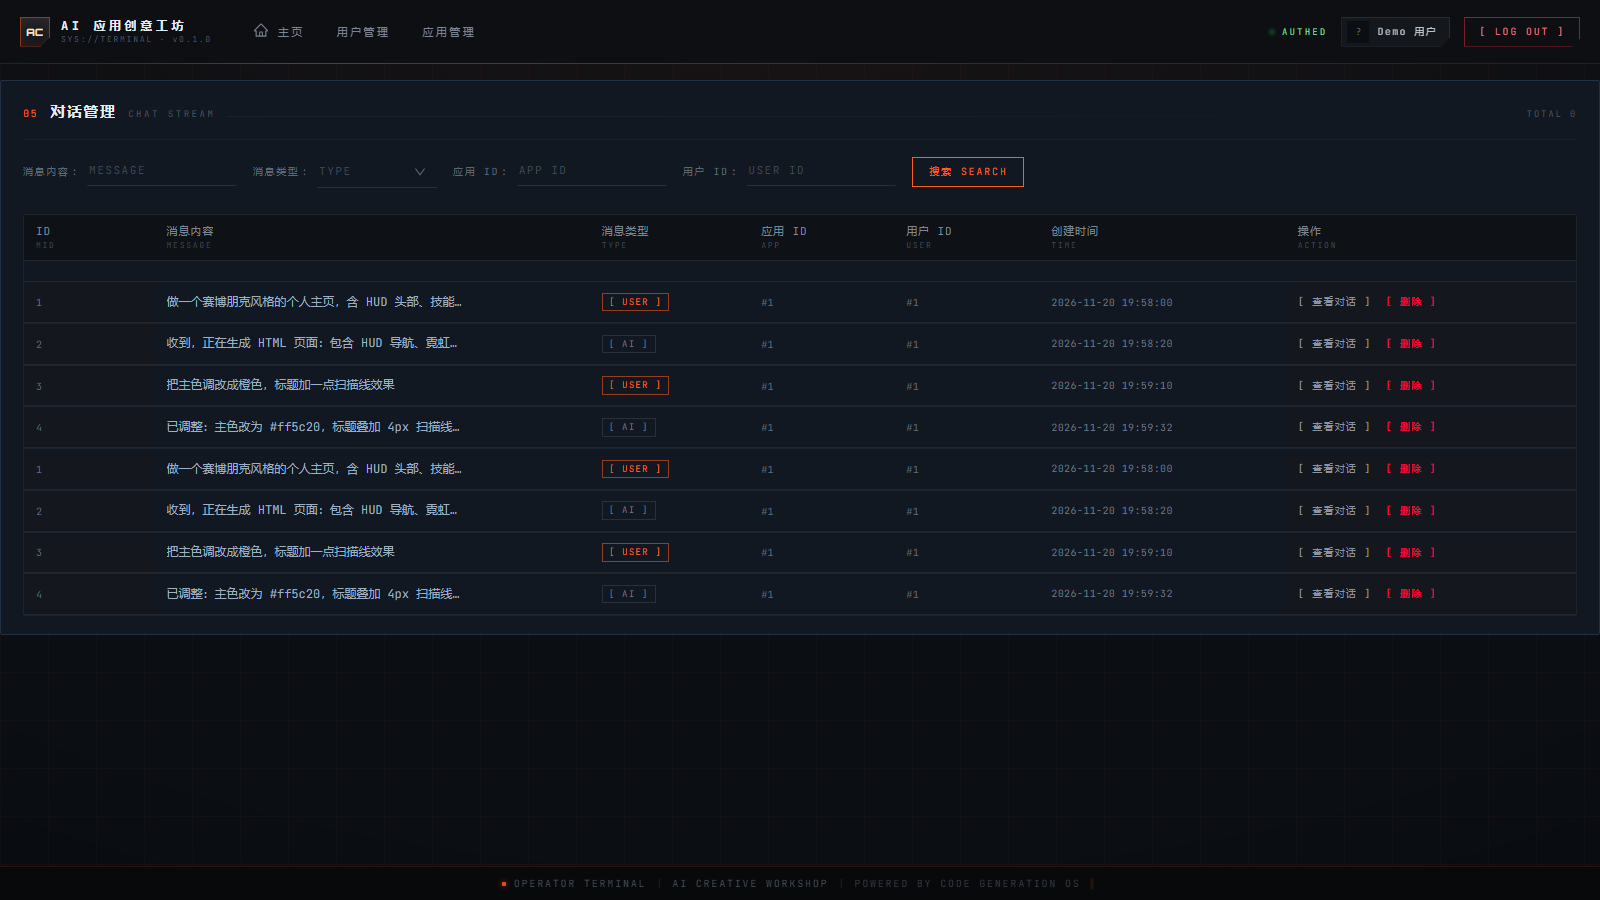 AC
AI 应用创意工坊
SYS://TERMINAL · v0.1.0
主页
用户管理
应用管理
AUTHED
? Demo 用户
[ LOG OUT ]
05 对话管理 CHAT STREAM
TOTAL 0
消息内容: MESSAGE 消息类型: TYPE 应用 ID: APP ID 用户 ID: USER ID 搜索 SEARCH
ID 消息内容 消息类型 应用 ID 用户 ID 创建时间 操作
MID MESSAGE TYPE APP USER TIME ACTION
1 做一个赛博朋克风格的个人主页, 含 HUD 头部、技能… [ USER ] #1 #1 2026-11-20 19:58:00 [ 查看对话 ] [ 删除 ]
2 收到, 正在生成 HTML 页面: 包含 HUD 导航、霓虹… [ AI ] #1 #1 2026-11-20 19:58:20 [ 查看对话 ] [ 删除 ]
3 把主色调改成橙色, 标题加一点扫描线效果 [ USER ] #1 #1 2026-11-20 19:59:10 [ 查看对话 ] [ 删除 ]
4 已调整: 主色改为 #ff5c20, 标题叠加 4px 扫描线… [ AI ] #1 #1 2026-11-20 19:59:32 [ 查看对话 ] [ 删除 ]
1 做一个赛博朋克风格的个人主页, 含 HUD 头部、技能… [ USER ] #1 #1 2026-11-20 19:58:00 [ 查看对话 ] [ 删除 ]
2 收到, 正在生成 HTML 页面: 包含 HUD 导航、霓虹… [ AI ] #1 #1 2026-11-20 19:58:20 [ 查看对话 ] [ 删除 ]
3 把主色调改成橙色, 标题加一点扫描线效果 [ USER ] #1 #1 2026-11-20 19:59:10 [ 查看对话 ] [ 删除 ]
4 已调整: 主色改为 #ff5c20, 标题叠加 4px 扫描线… [ AI ] #1 #1 2026-11-20 19:59:32 [ 查看对话 ] [ 删除 ]
OPERATOR TERMINAL | AI CREATIVE WORKSHOP | POWERED BY CODE GENERATION OS